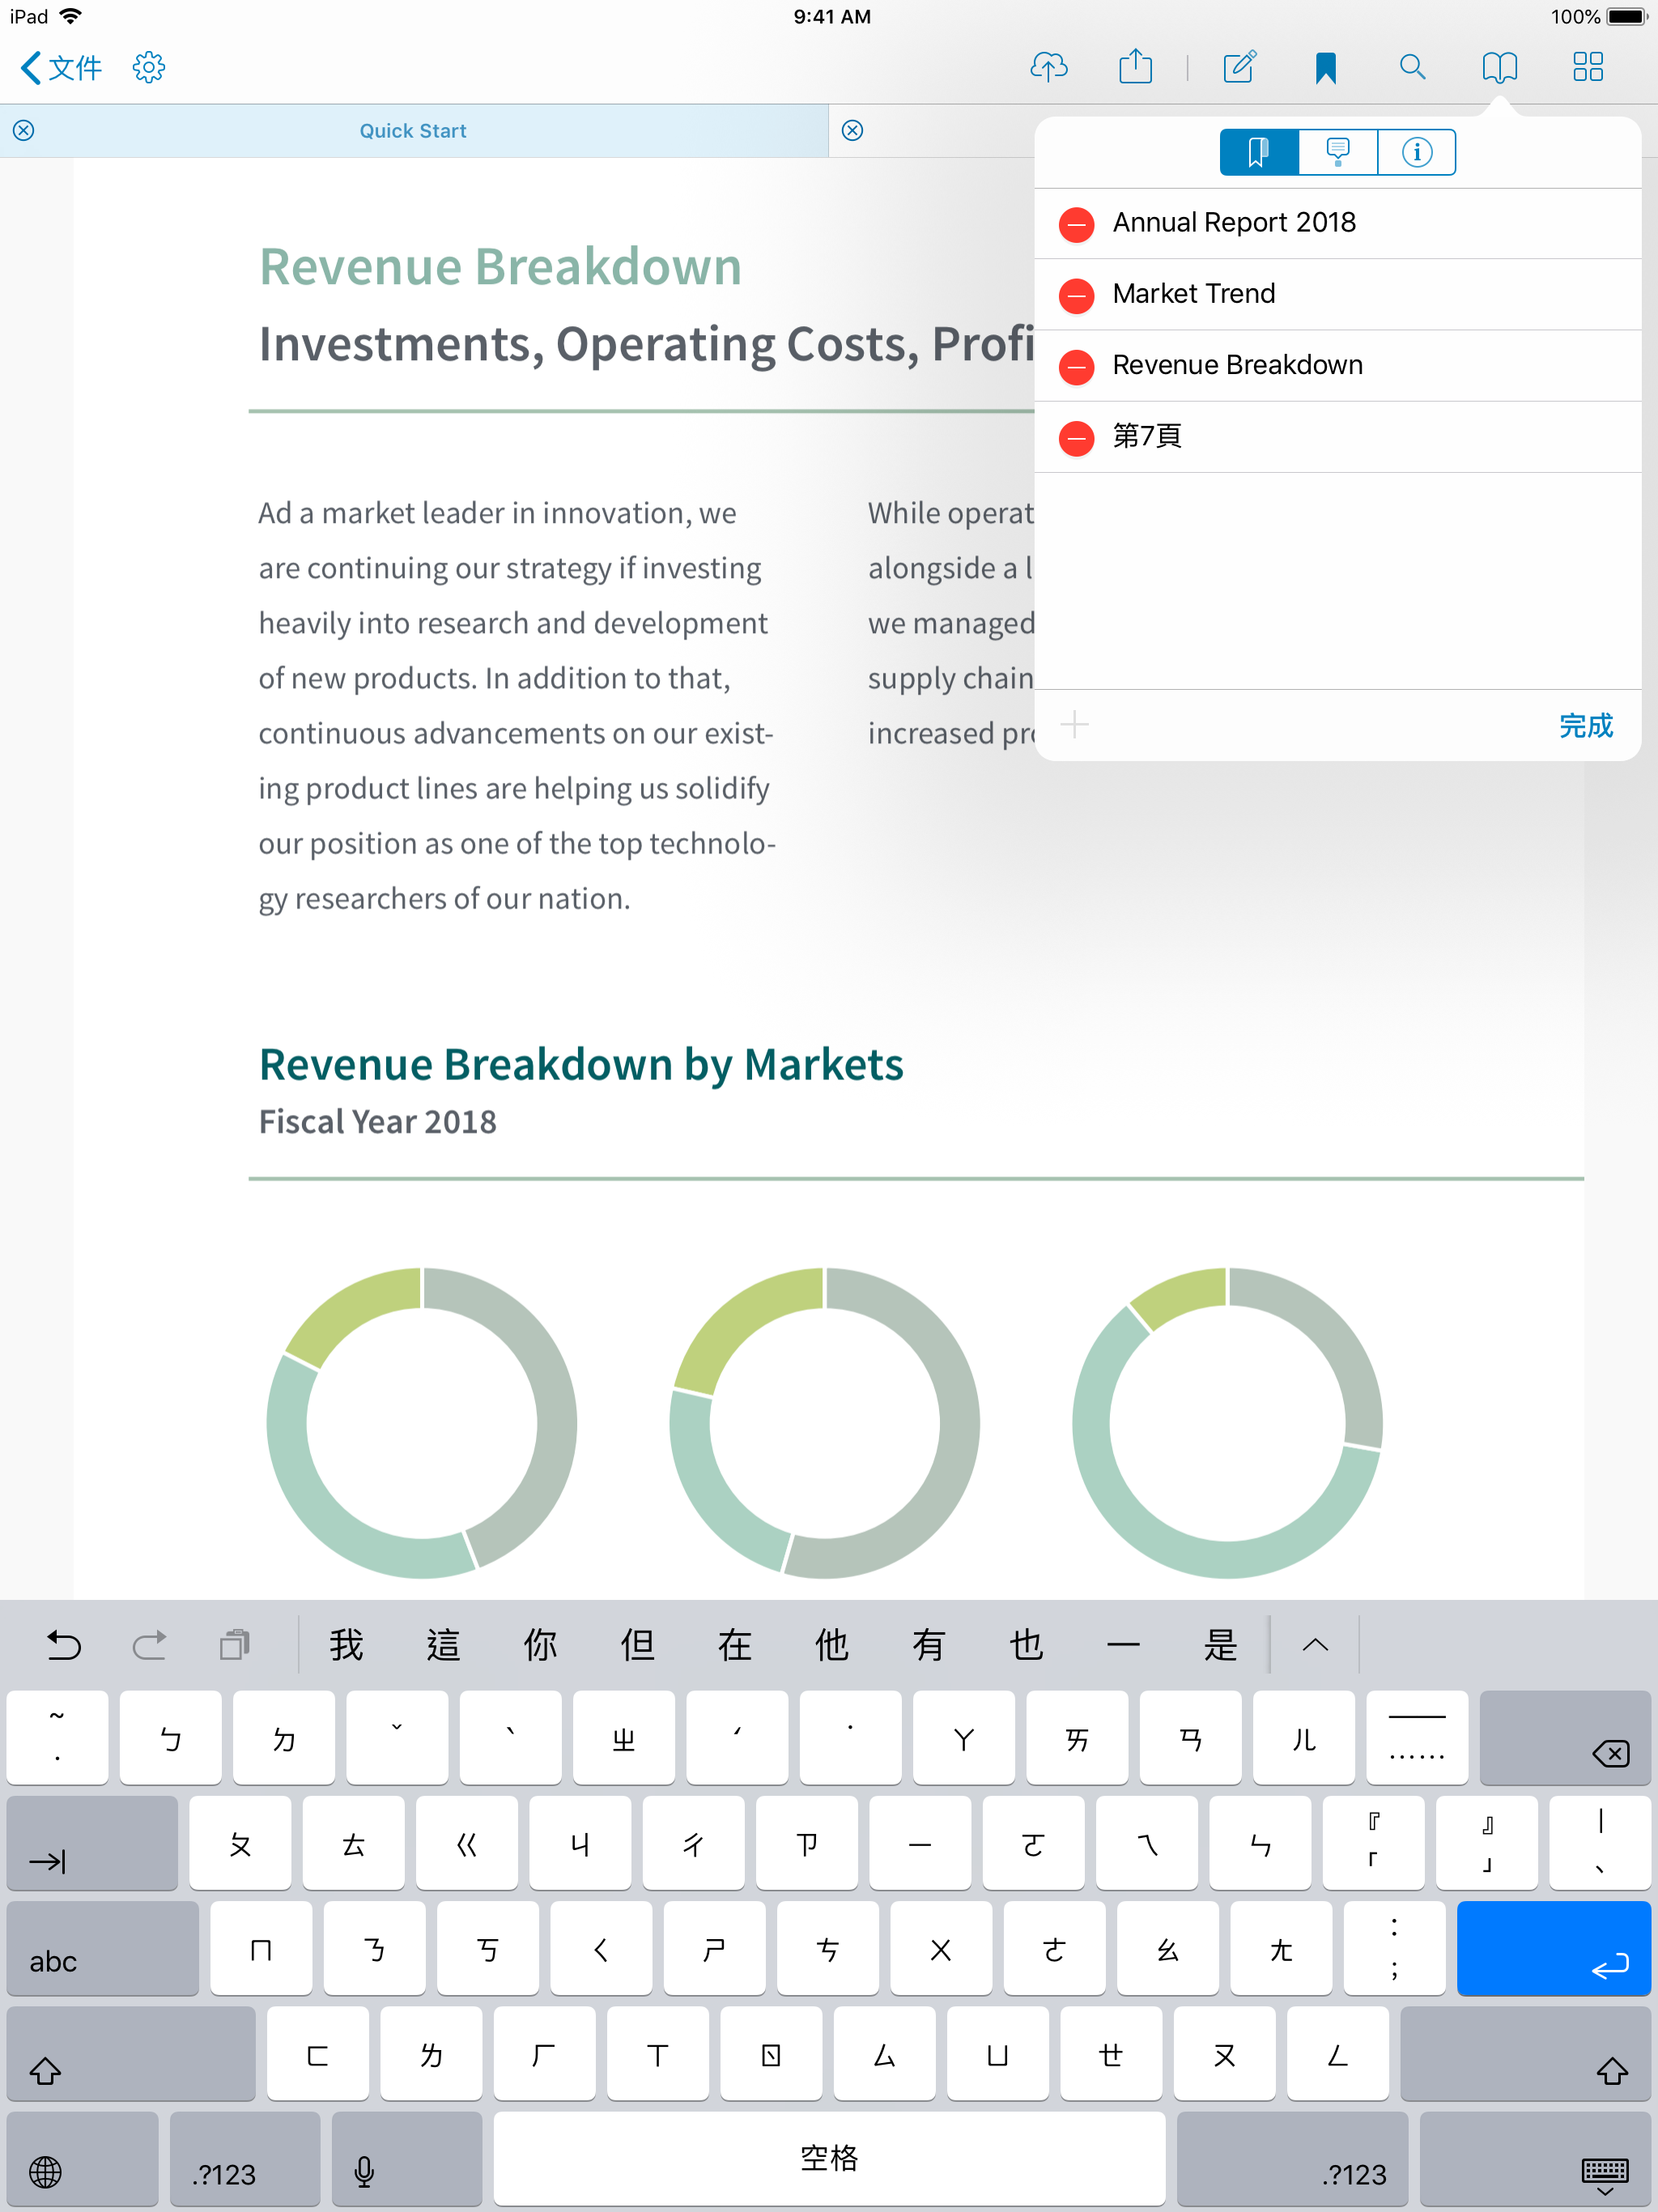 iPad 9:41 AM 100%
文件
Quick Start
Annual Report 2018
Market Trend
Revenue Breakdown
第7頁
完成
Revenue Breakdown
Investments, Operating Costs, Profi
Ad a market leader in innovation, we
are continuing our strategy if investing
heavily into research and development
of new products. In addition to that,
continuous advancements on our exist-
ing product lines are helping us solidify
our position as one of the top technolo-
gy researchers of our nation.
While operat
alongside a l
we managed
supply chain
increased pr
Revenue Breakdown by Markets
Fiscal Year 2018
我 這 你 但 在 他 有 也 一 是
~ . ㄅ ㄉ ˇ ˋ ㄓ ˊ ˙ ㄚ ㄞ ㄢ ㄦ — ……
ㄆ ㄊ ㄍ ㄐ ㄔ ㄗ ㄧ ㄛ ㄟ ㄣ 『 「 』 」 | 、
abc ㄇ ㄋ ㄎ ㄑ ㄕ ㄘ ㄨ ㄜ ㄠ ㄤ : ;
ㄈ ㄌ ㄏ ㄒ ㄖ ㄙ ㄩ ㄝ ㄡ ㄥ
.?123 空格 .?123